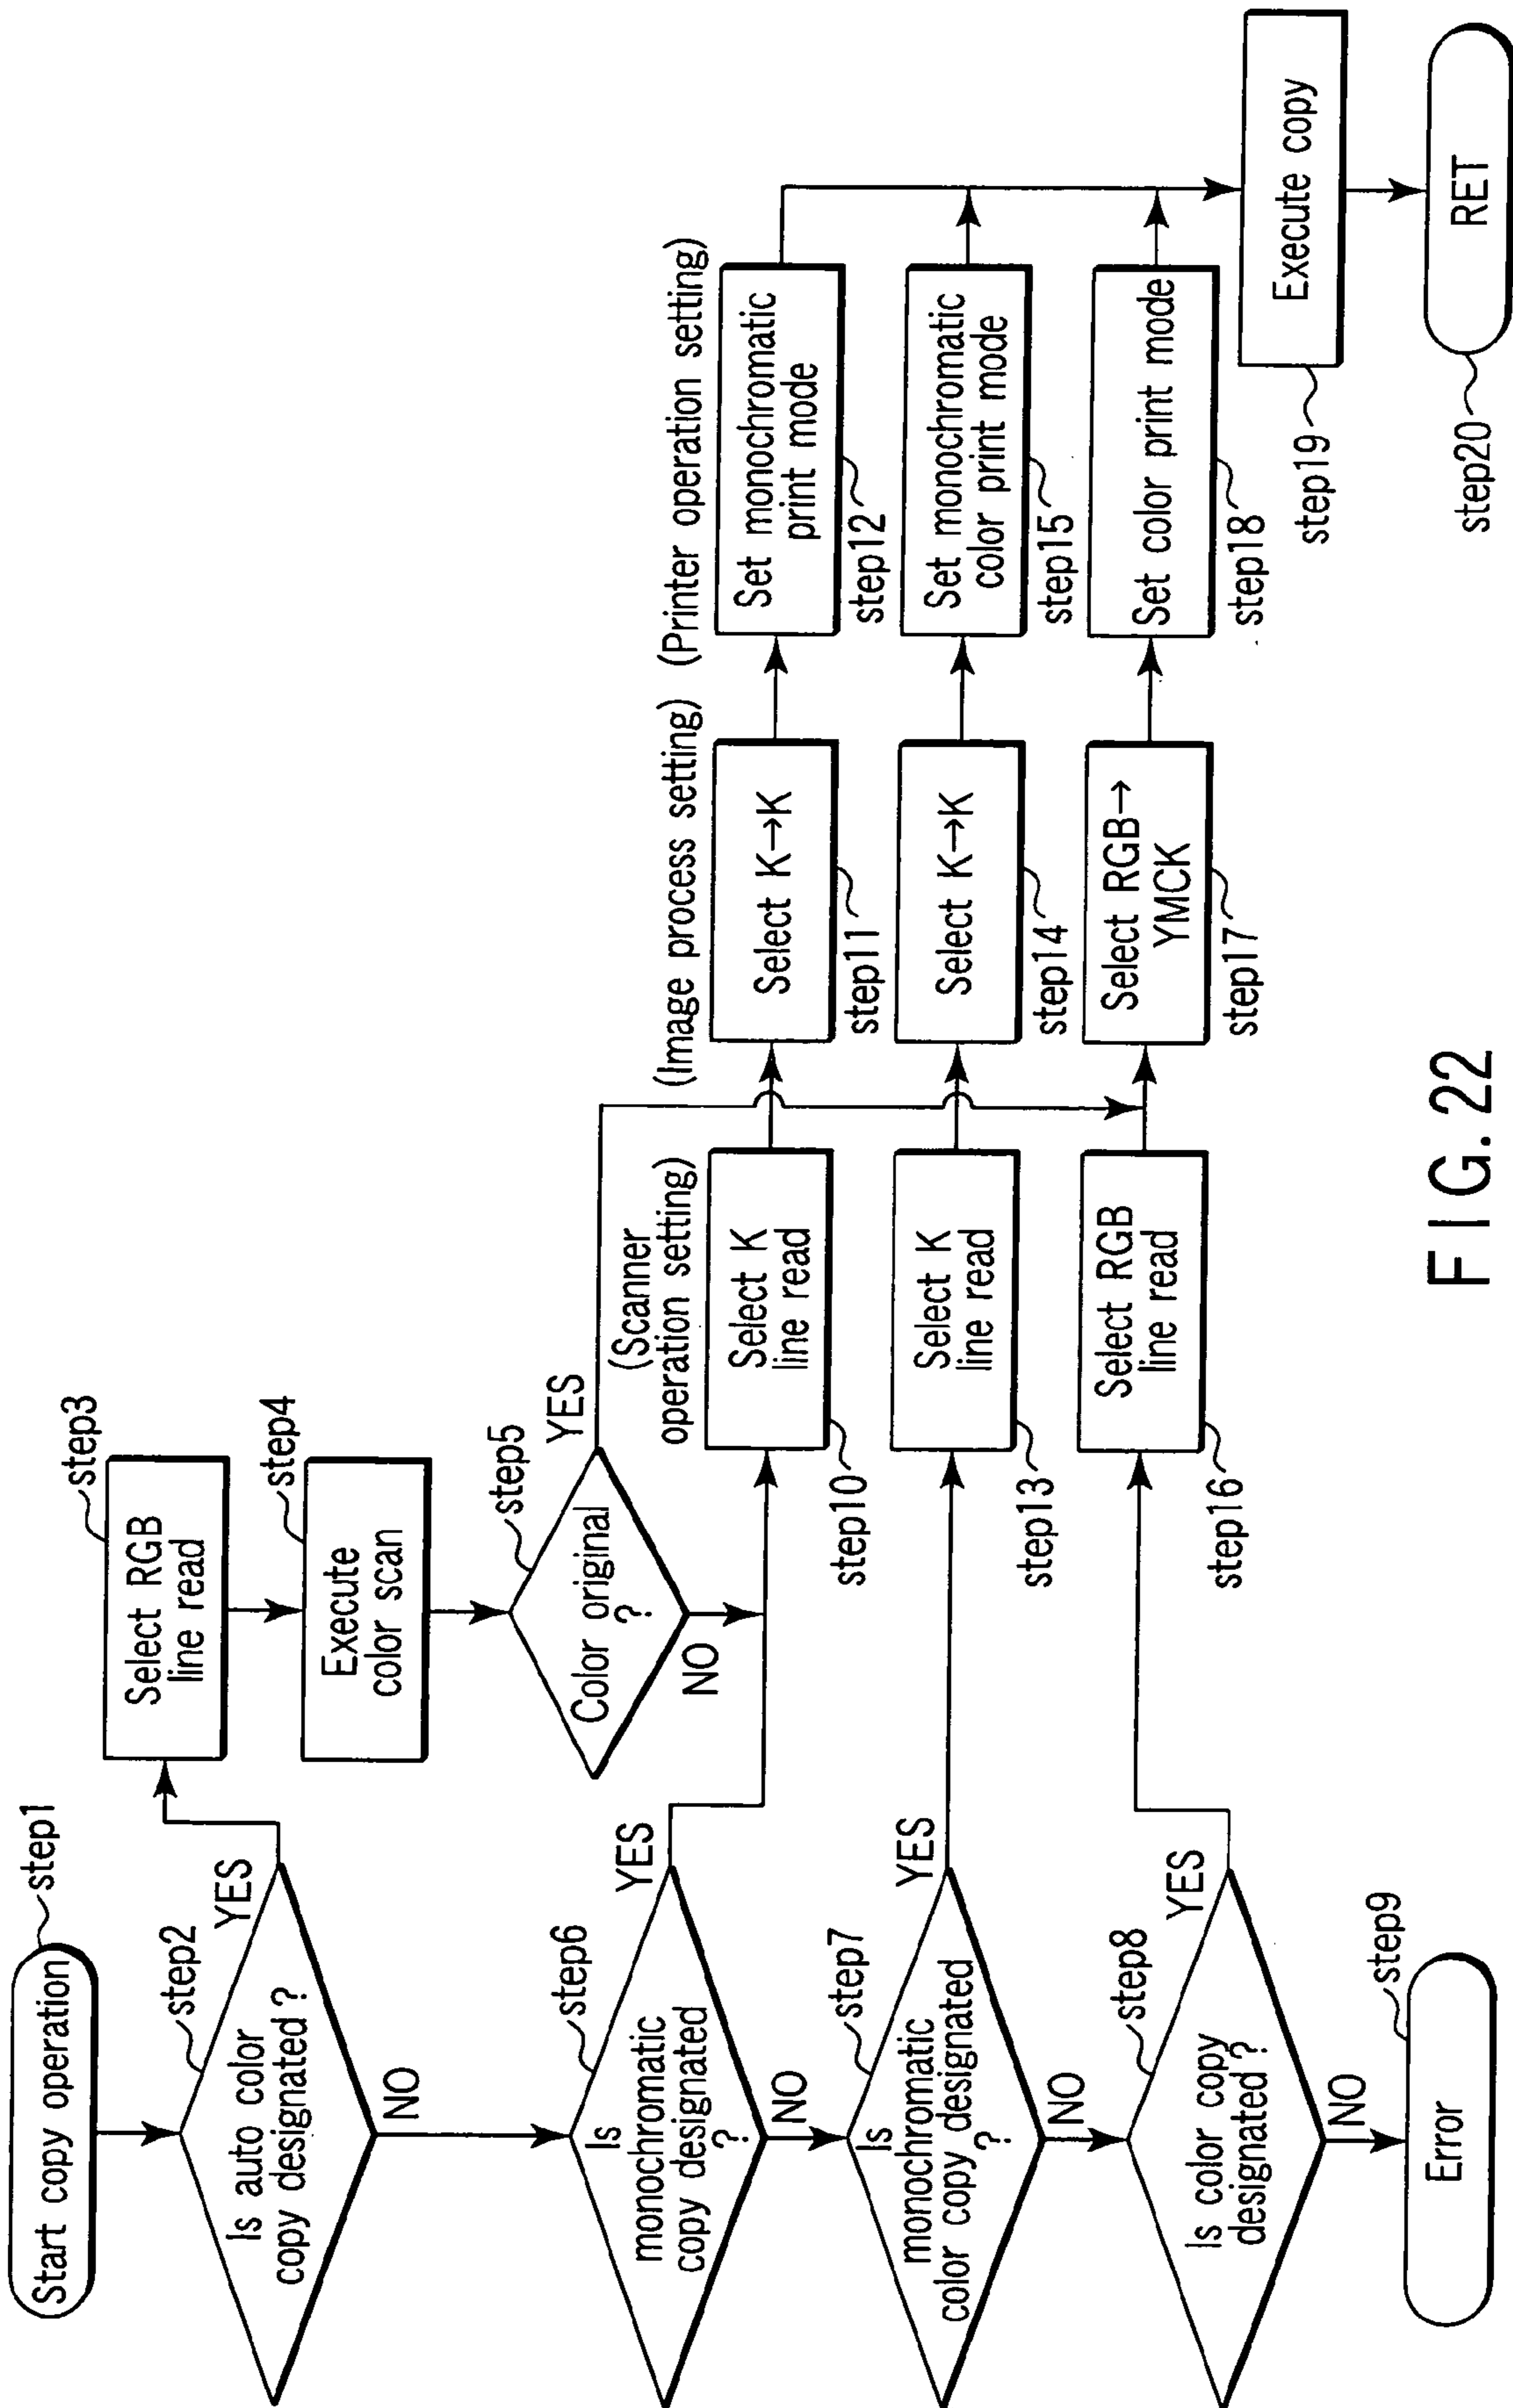 Start copy operation
step1
Is auto color
copy designated ?
step2
YES
NO
Select RGB
line read
step3
Execute
color scan
step4
Color original
?
step5
YES
NO
Is
monochromatic
copy designated
?
step6
YES
NO
Is
monochromatic
color copy designated
?
step7
YES
NO
Is color copy
designated ?
step8
YES
NO
Error
step9
(Scanner
operation setting)
Select K
line read
step10
(Image process setting)
Select K→K
step11
(Printer operation setting)
Set monochromatic
print mode
step12
Select K
line read
step13
Select K→K
step14
Set monochromatic
color print mode
step15
Select RGB
line read
step16
Select RGB→
YMCK
step17
Set color print mode
step18
Execute copy
step19
RET
step20
FIG. 22